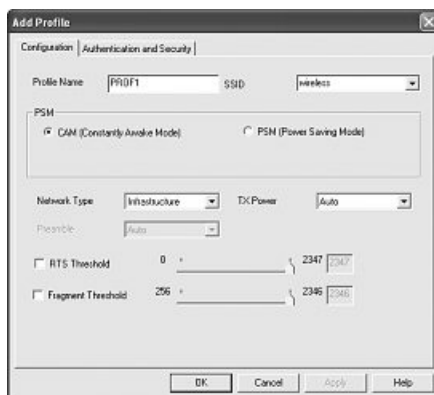 Add Profile
Configuration Authentication and Security
Profile Name PROF1 SSID wireless
PSM
CAM (Constantly Awake Mode) PSM (Power Saving Mode)
Network Type Infrastructure TX Power Auto
Preamble Auto
RTS Threshold 0 2347 2347
Fragment Threshold 256 2346 2346
OK Cancel Apply Help